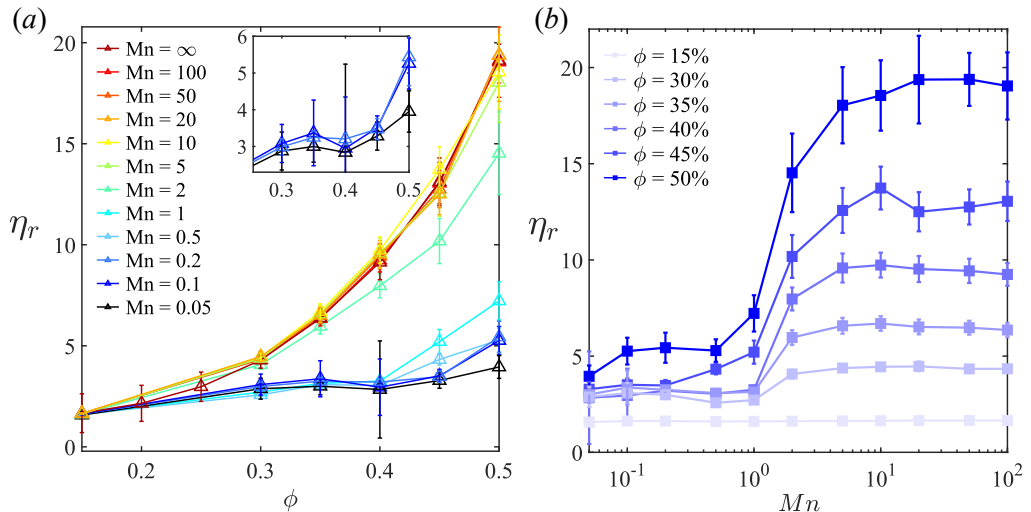 (a)
20
15
10
5
0
η_r
0.2
0.3
0.4
0.5
ϕ
Mn = ∞
Mn = 100
Mn = 50
Mn = 20
Mn = 10
Mn = 5
Mn = 2
Mn = 1
Mn = 0.5
Mn = 0.2
Mn = 0.1
Mn = 0.05
6
5
4
3
0.3
0.4
0.5
(b)
20
15
10
5
0
η_r
10^-1
10^0
10^1
10^2
Mn
ϕ = 15%
ϕ = 30%
ϕ = 35%
ϕ = 40%
ϕ = 45%
ϕ = 50%